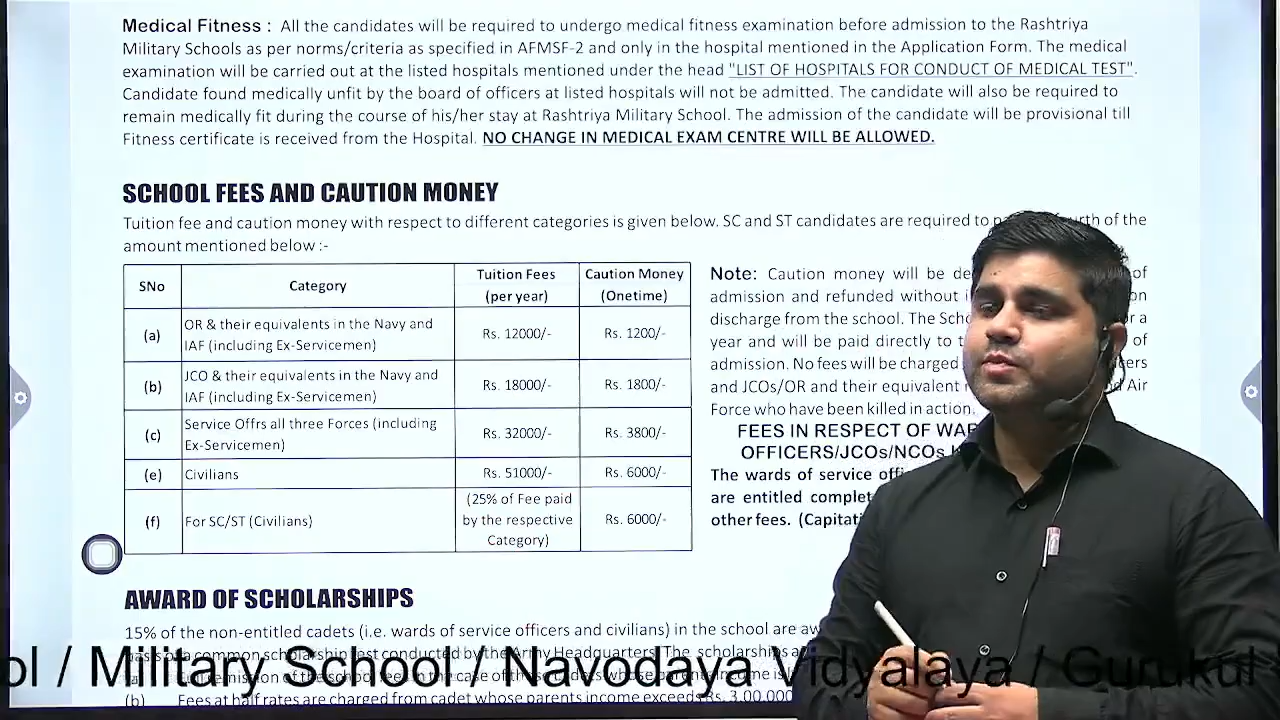 Medical Fitness : All the candidates will be required to undergo medical fitness examination before admission to the Rashtriya
Military Schools as per norms/criteria as specified in AFMSF-2 and only in the hospital mentioned in the Application Form. The medical
examination will be carried out at the listed hospitals mentioned under the head "LIST OF HOSPITALS FOR CONDUCT OF MEDICAL TEST".
Candidate found medically unfit by the board of officers at listed hospitals will not be admitted. The candidate will also be required to
remain medically fit during the course of his/her stay at Rashtriya Military School. The admission of the candidate will be provisional till
Fitness certificate is received from the Hospital. NO CHANGE IN MEDICAL EXAM CENTRE WILL BE ALLOWED.
SCHOOL FEES AND CAUTION MONEY
Tuition fee and caution money with respect to different categories is given below. SC and ST candidates are required to of the
amount mentioned below :-
SNo Category Tuition Fees (per year) Caution Money (Onetime)
(a) OR & their equivalents in the Navy and IAF (including Ex-Servicemen) Rs. 12000/- Rs. 1200/-
(b) JCO & their equivalents in the Navy and IAF (including Ex-Servicemen) Rs. 18000/- Rs. 1800/-
(c) Service Offrs all three Forces (including Ex-Servicemen) Rs. 32000/- Rs. 3800/-
(e) Civilians Rs. 51000/- Rs. 6000/-
(f) For SC/ST (Civilians) (25% of Fee paid by the respective Category) Rs. 6000/-
Note: Caution money will be of
admission and refunded without
discharge from the school. The a
year and will be paid directly to of
admission. No fees will be charged
and JCOs/OR and their equivalent Air
Force who have been killed in action.
FEES IN RESPECT OF
OFFICERS/JCOs/NCOs
The wards of service
are entitled
other fees.
AWARD OF SCHOLARSHIPS
15% of the non-entitled cadets (i.e. wards of service officers and civilians) in the school are
basis of a common scholarship test conducted by the Army Headquarters. The scholarships
(b) Fees at half rates are charged from cadet whose parents income exceeds Rs. 3,00,000
/ Military School / Navodaya Vidyalaya / Gurukul